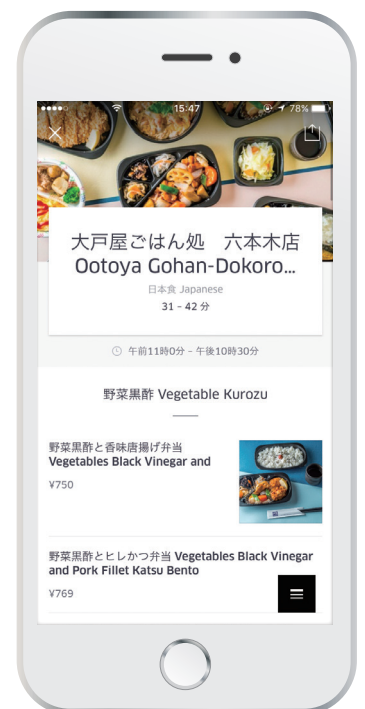 15:47
78%
大戸屋ごはん処　六本木店
Ootoya Gohan-Dokoro...
日本食 Japanese
31 – 42 分
午前11時0分 – 午後10時30分
野菜黒酢 Vegetable Kurozu
野菜黒酢と香味唐揚げ弁当
Vegetables Black Vinegar and
¥750
野菜黒酢とヒレかつ弁当 Vegetables Black Vinegar
and Pork Fillet Katsu Bento
¥769